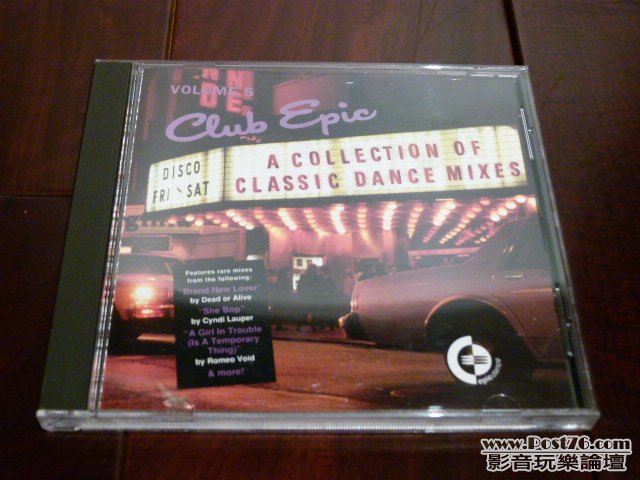 VOLUME 5
Club Epic
DISCO
FRI SAT
A COLLECTION OF
CLASSIC DANCE MIXES
Features rare mixes
from the following:
"Brand New Lover"
by Dead or Alive
"She Bop"
by Cyndi Lauper
"A Girl In Trouble
(Is A Temporary
Thing)"
by Romeo Void
& more!
epic dance
www.Post76.com
影音玩樂論壇